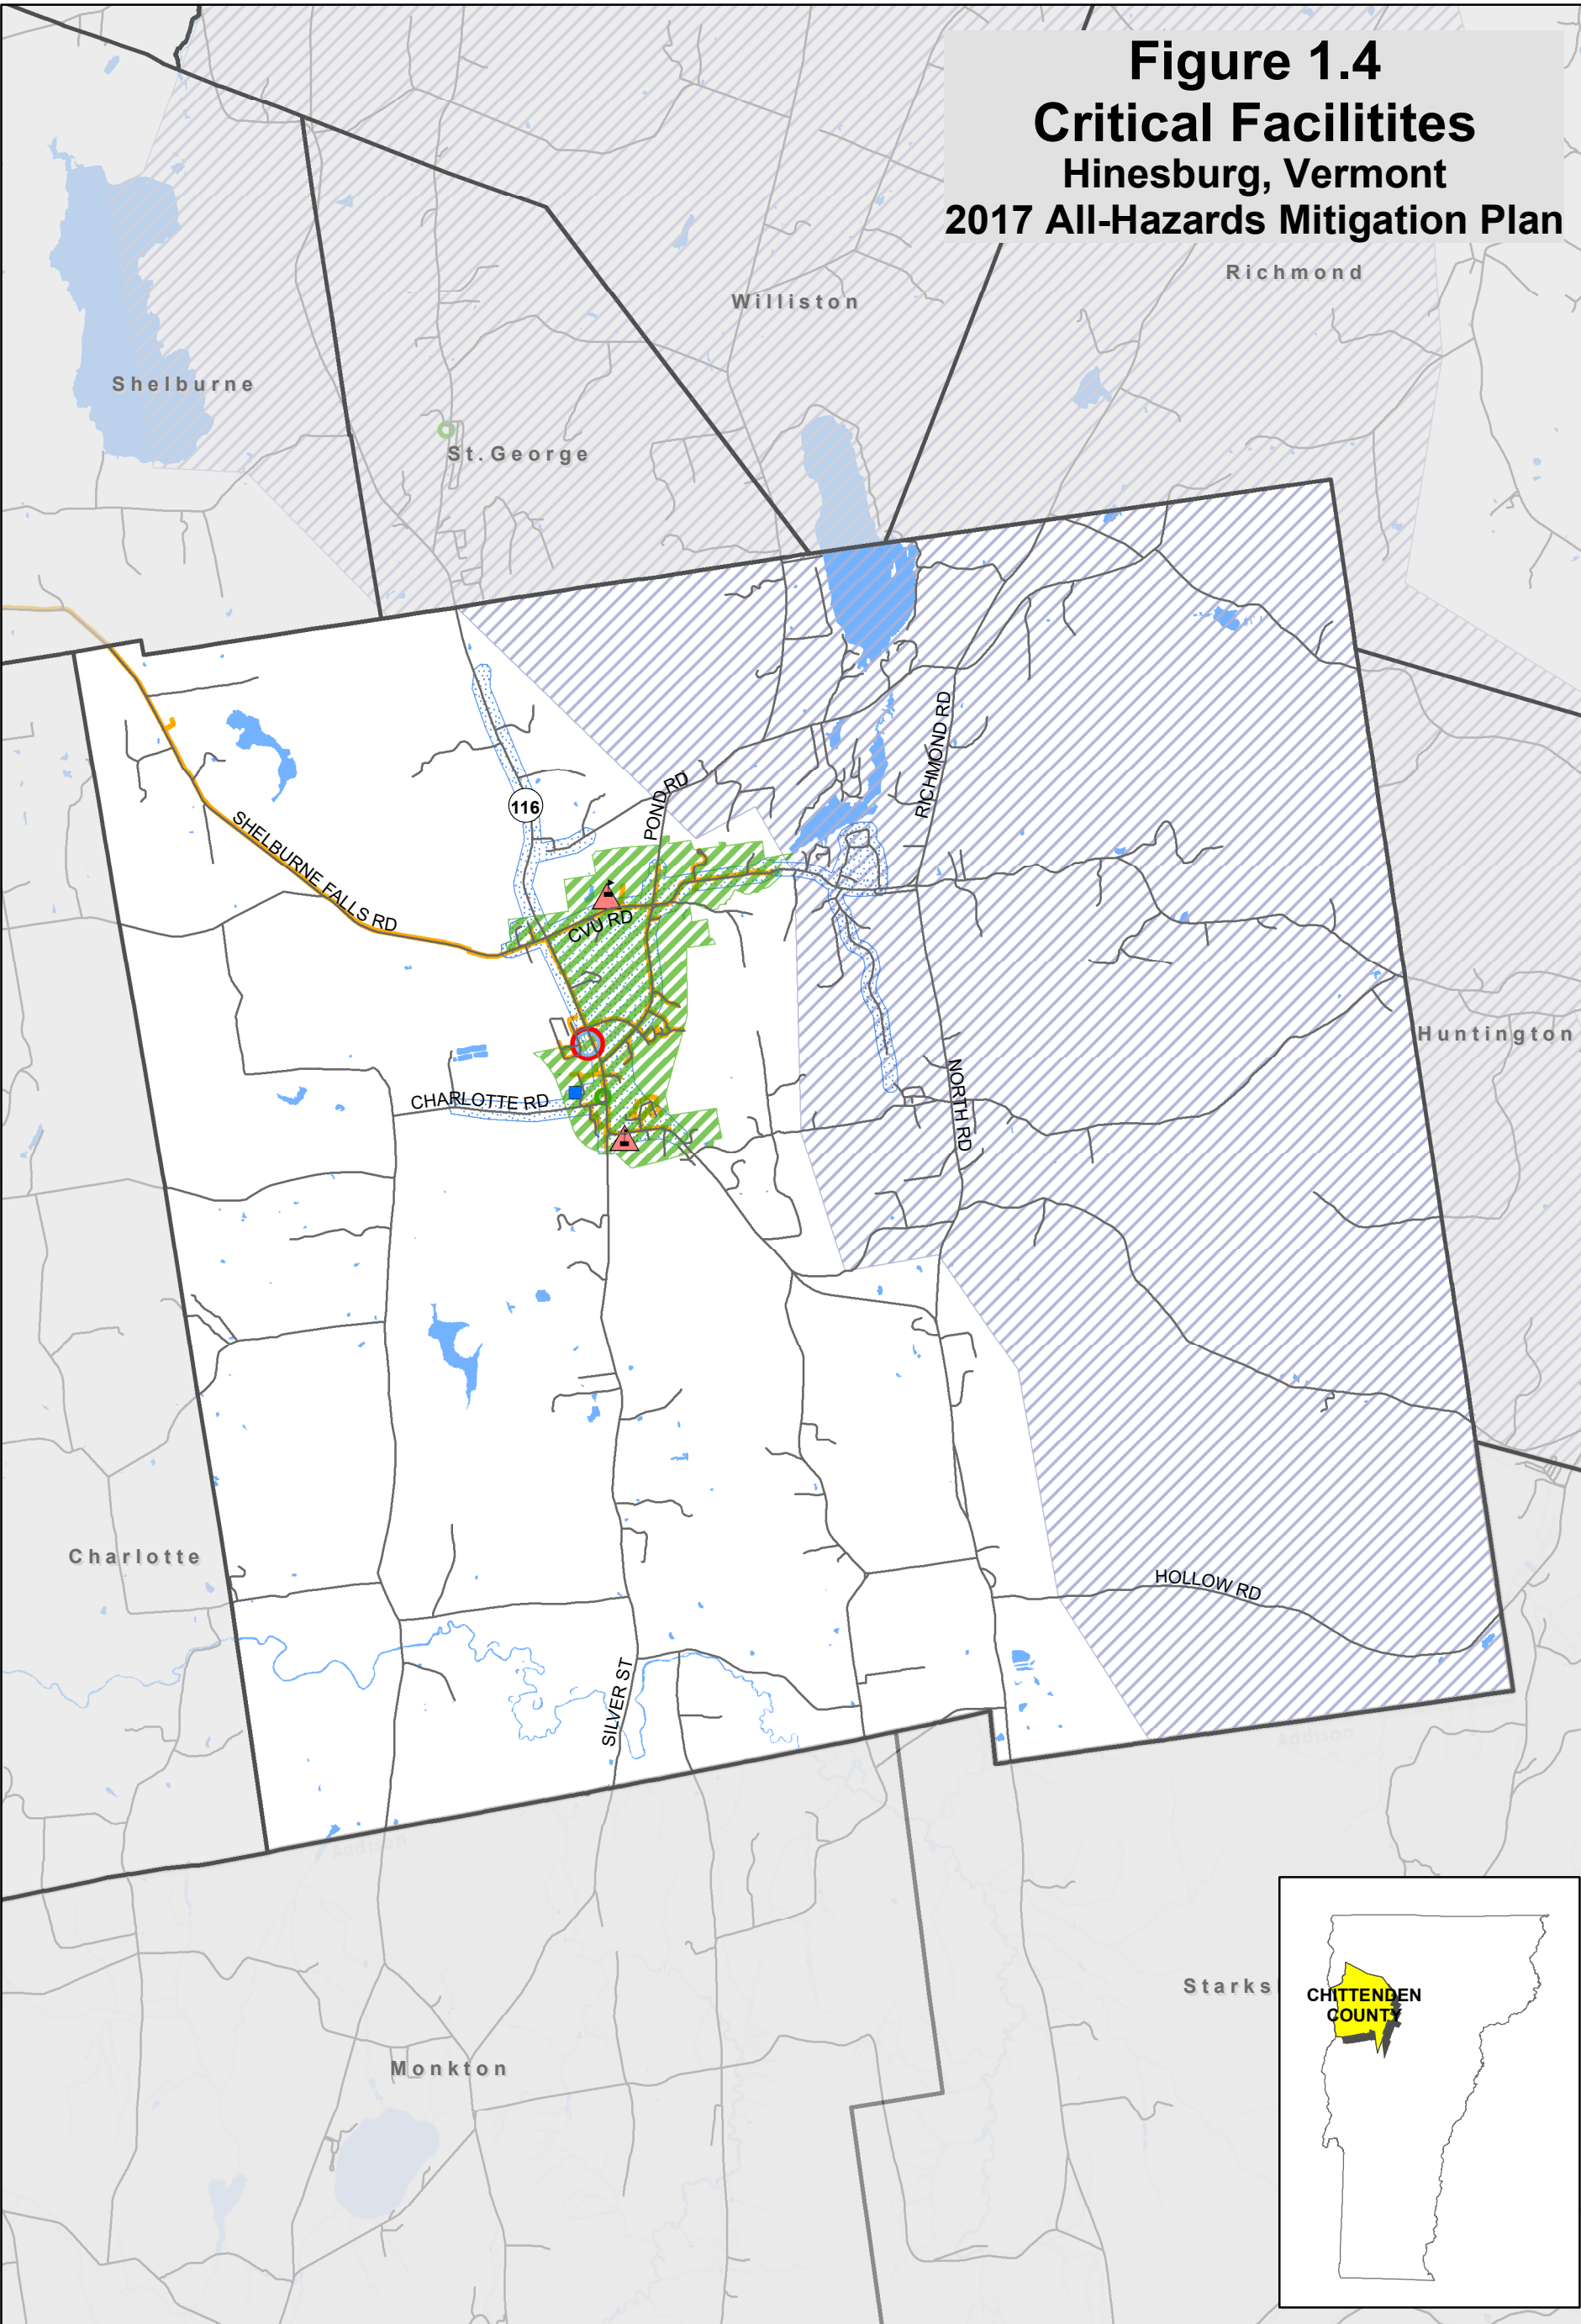 Figure 1.4
Critical Facilitites
Hinesburg, Vermont
2017 All-Hazards Mitigation Plan
Richmond
Williston
Shelburne
St.George
RICHMOND RD
POND RD
116
SHELBURNE FALLS RD
CVU RD
Huntington
NORTH RD
CHARLOTTE RD
Charlotte
HOLLOW RD
SILVER ST
Addison
Addison
Starks
CHITTENDEN
COUNTY
Monkton